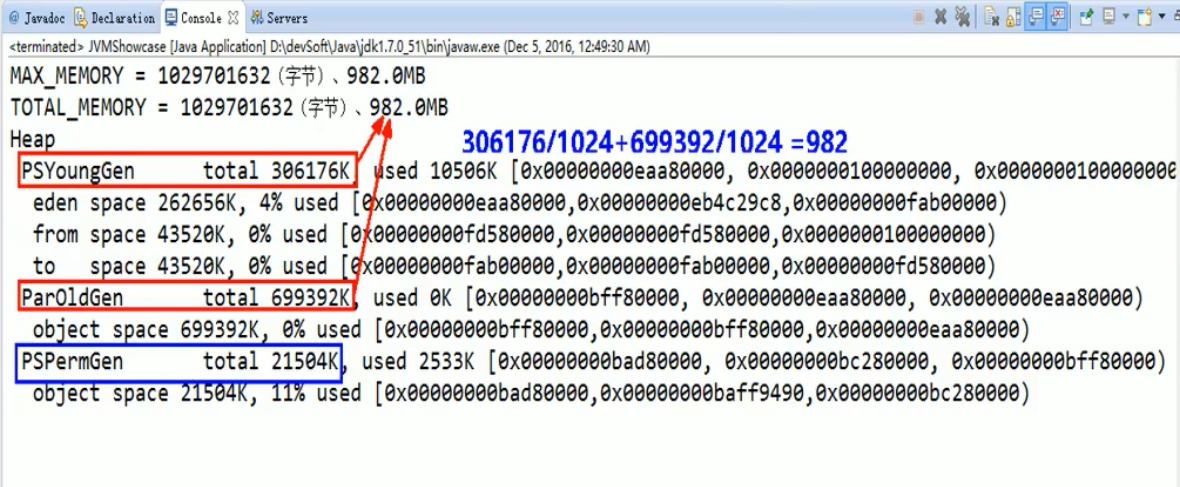 @ Javadoc Declaration Console Servers
<terminated> JVMShowcase [Java Application] D:\devSoft\Java\jdk1.7.0_51\bin\javaw.exe (Dec 5, 2016, 12:49:30 AM)
MAX_MEMORY = 1029701632（字节）、982.0MB
TOTAL_MEMORY = 1029701632（字节）、982.0MB
Heap
306176/1024+699392/1024 =982
PSYoungGen total 306176K, used 10506K [0x00000000eaa80000, 0x0000000100000000, 0x0000000100000000
eden space 262656K, 4% used [0x00000000eaa80000,0x00000000eb4c29c8,0x00000000fab00000)
from space 43520K, 0% used [0x00000000fd580000,0x00000000fd580000,0x0000000100000000)
to space 43520K, 0% used [0x00000000fab00000,0x00000000fab00000,0x00000000fd580000)
ParOldGen total 699392K, used 0K [0x00000000bff80000, 0x00000000eaa80000, 0x00000000eaa80000)
object space 699392K, 0% used [0x00000000bff80000,0x00000000bff80000,0x00000000eaa80000)
PSPermGen total 21504K, used 2533K [0x00000000bad80000, 0x00000000bc280000, 0x00000000bff80000)
object space 21504K, 11% used [0x00000000bad80000,0x00000000baff9490,0x00000000bc280000)